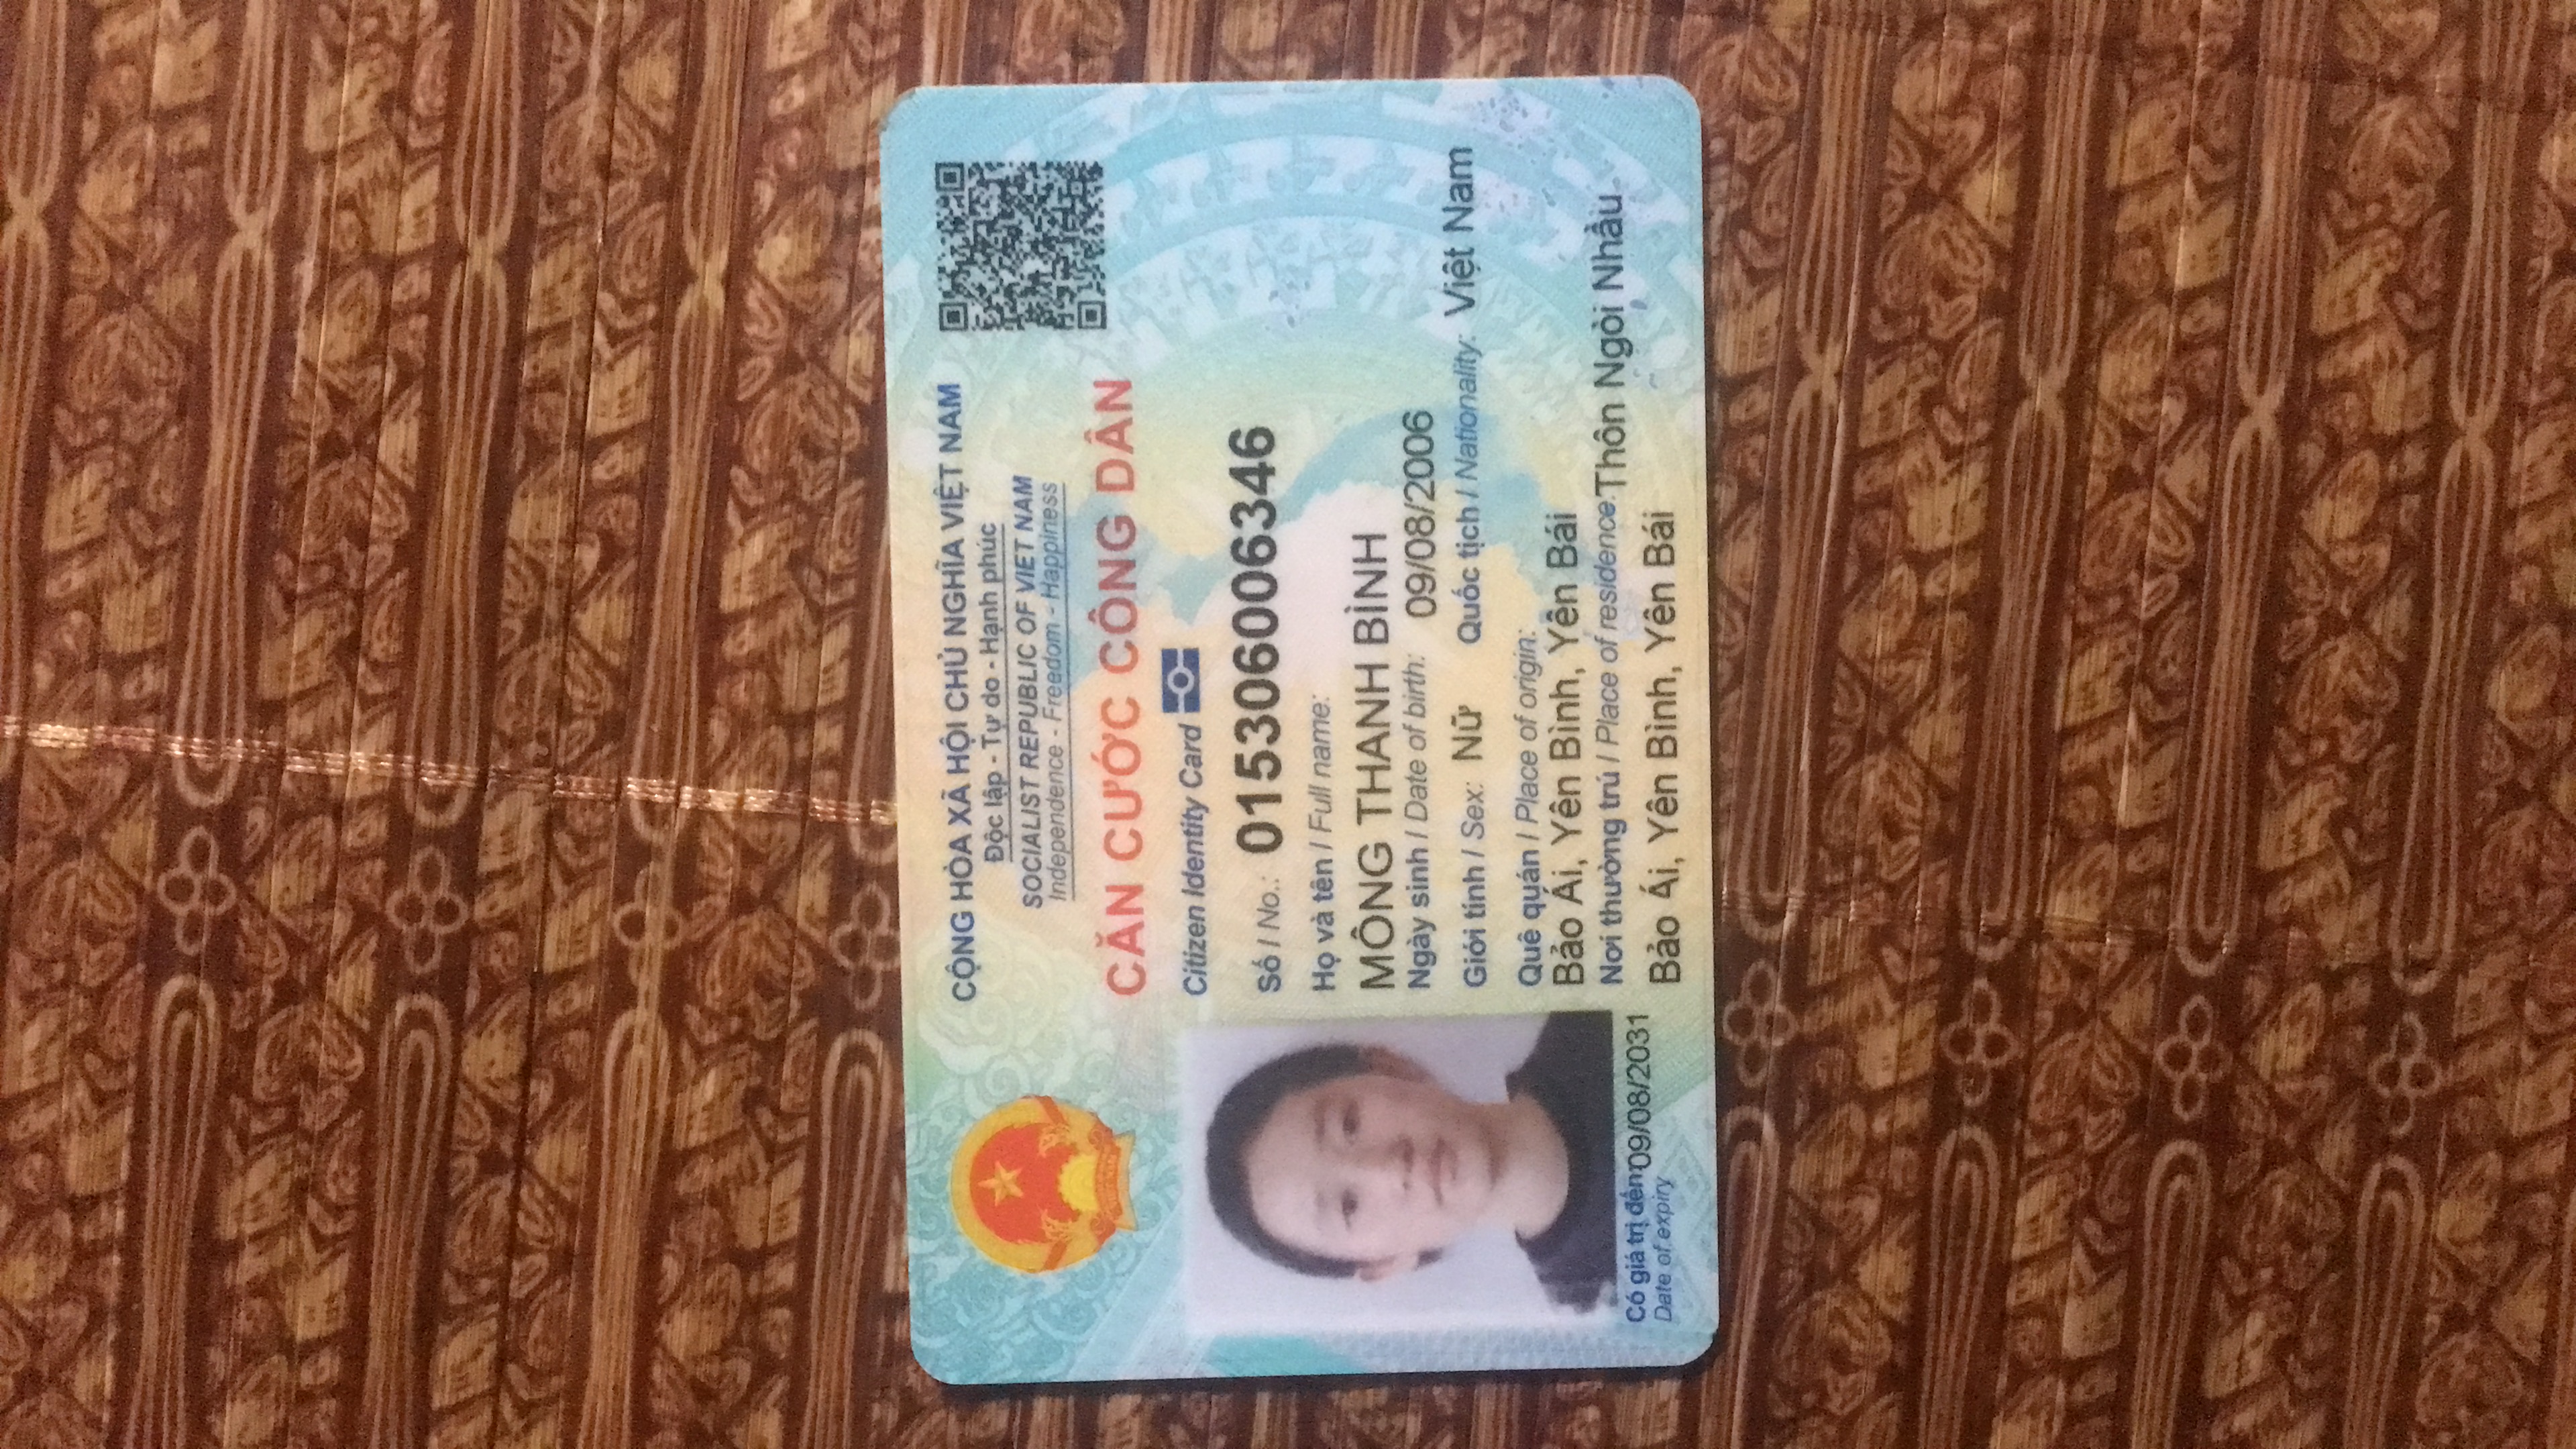 CỘNG HÒA XÃ HỘI CHỦ NGHĨA VIỆT NAM
Độc lập - Tự do - Hạnh phúc
SOCIALIST REPUBLIC OF VIET NAM
Independence - Freedom - Happiness
CĂN CƯỚC CÔNG DÂN
Citizen Identity Card
Số / No.: 015306006346
Họ và tên / Full name:
MÔNG THANH BÌNH
Ngày sinh / Date of birth: 09/08/2006
Giới tính / Sex: Nữ Quốc tịch / Nationality: Việt Nam
Quê quán / Place of origin:
Bảo Ái, Yên Bình, Yên Bái
Nơi thường trú / Place of residence: Thôn Ngòi Nhầu
Bảo Ái, Yên Bình, Yên Bái
Có giá trị đến: 09/08/2031
Date of expiry